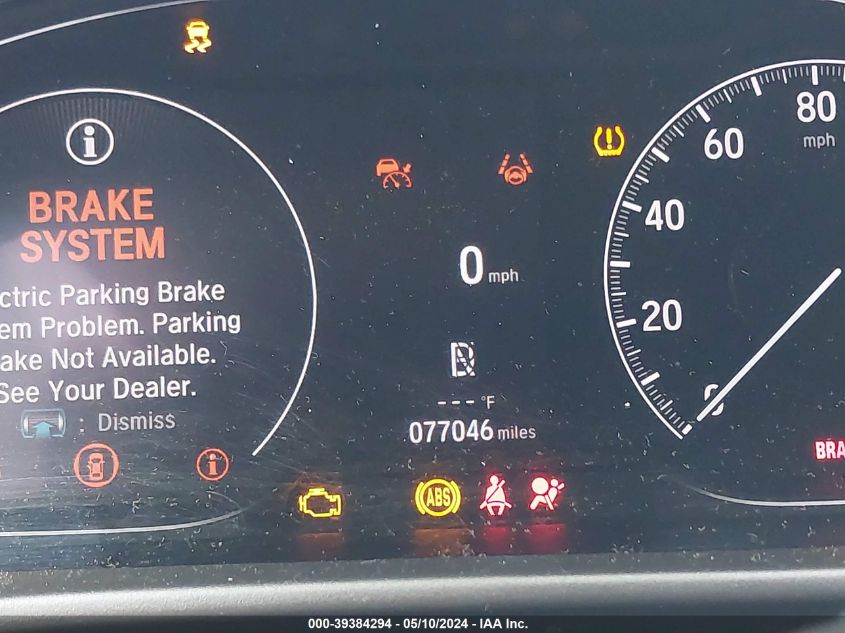 BRAKE
SYSTEM
ctric Parking Brake
em Problem. Parking
ake Not Available.
See Your Dealer.
: Dismiss
0 mph
---°F
077046 miles
ABS
80
mph
60
40
20
0
BRA
000-39384294 - 05/10/2024 - IAA Inc.